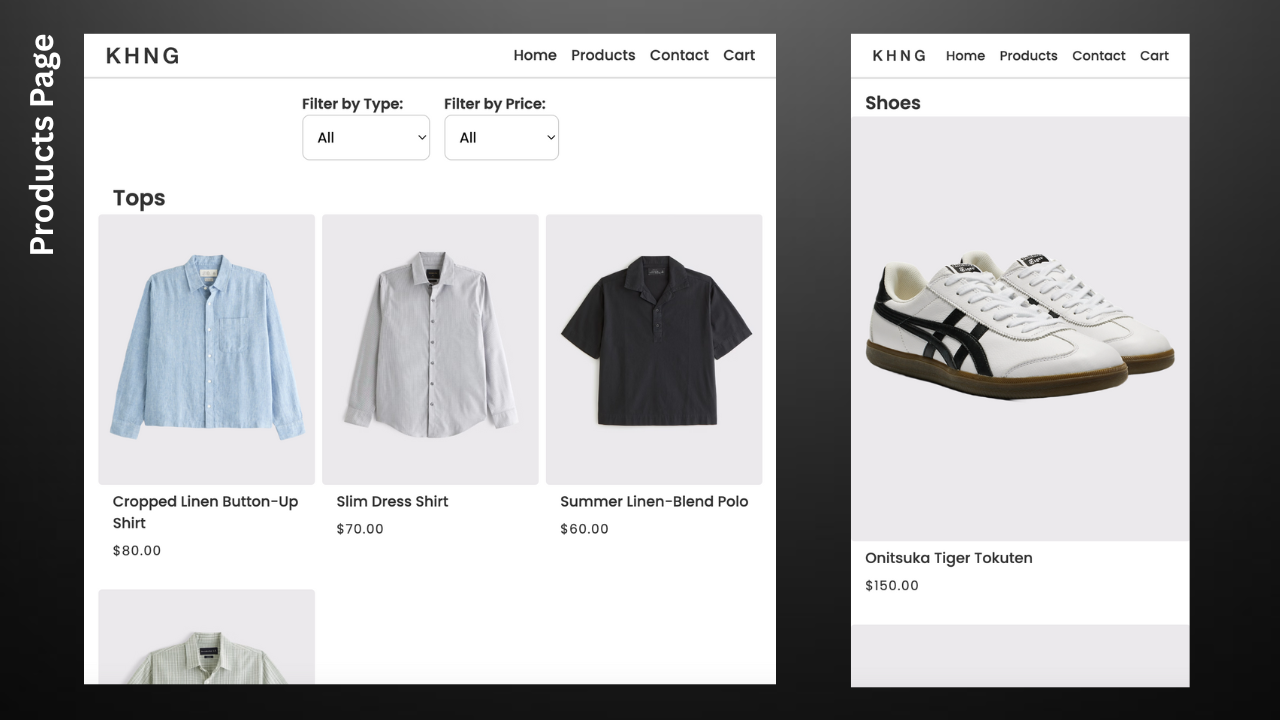 Products Page
KHNG
Home Products Contact Cart
Filter by Type: Filter by Price:
All All
Tops
Cropped Linen Button-Up
Shirt
$80.00
Slim Dress Shirt
$70.00
Summer Linen-Blend Polo
$60.00
KHNG Home Products Contact Cart
Shoes
Onitsuka Tiger Tokuten
$150.00